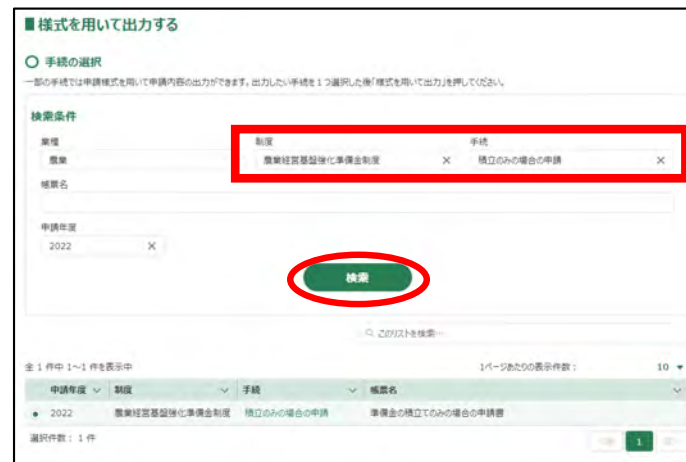 ■様式を用いて出力する
手続の選択
一部の手続では申請様式を用いて申請内容の出力ができます。出力したい手続を1つ選択した後「様式を用いて出力」を押してください。
検索条件
業種 制度 手続
農業 農業経営基盤強化準備金制度 × 積立のみの場合の申請 ×
帳票名
申請年度
2022 ×
検索
このリストを検索…
全 1 件中 1~1 件を表示中 1ページあたりの表示件数: 10
申請年度 制度 手続 帳票名
2022 農業経営基盤強化準備金制度 積立のみの場合の申請 準備金の積立てのみの場合の申請書
選択件数: 1 件 1